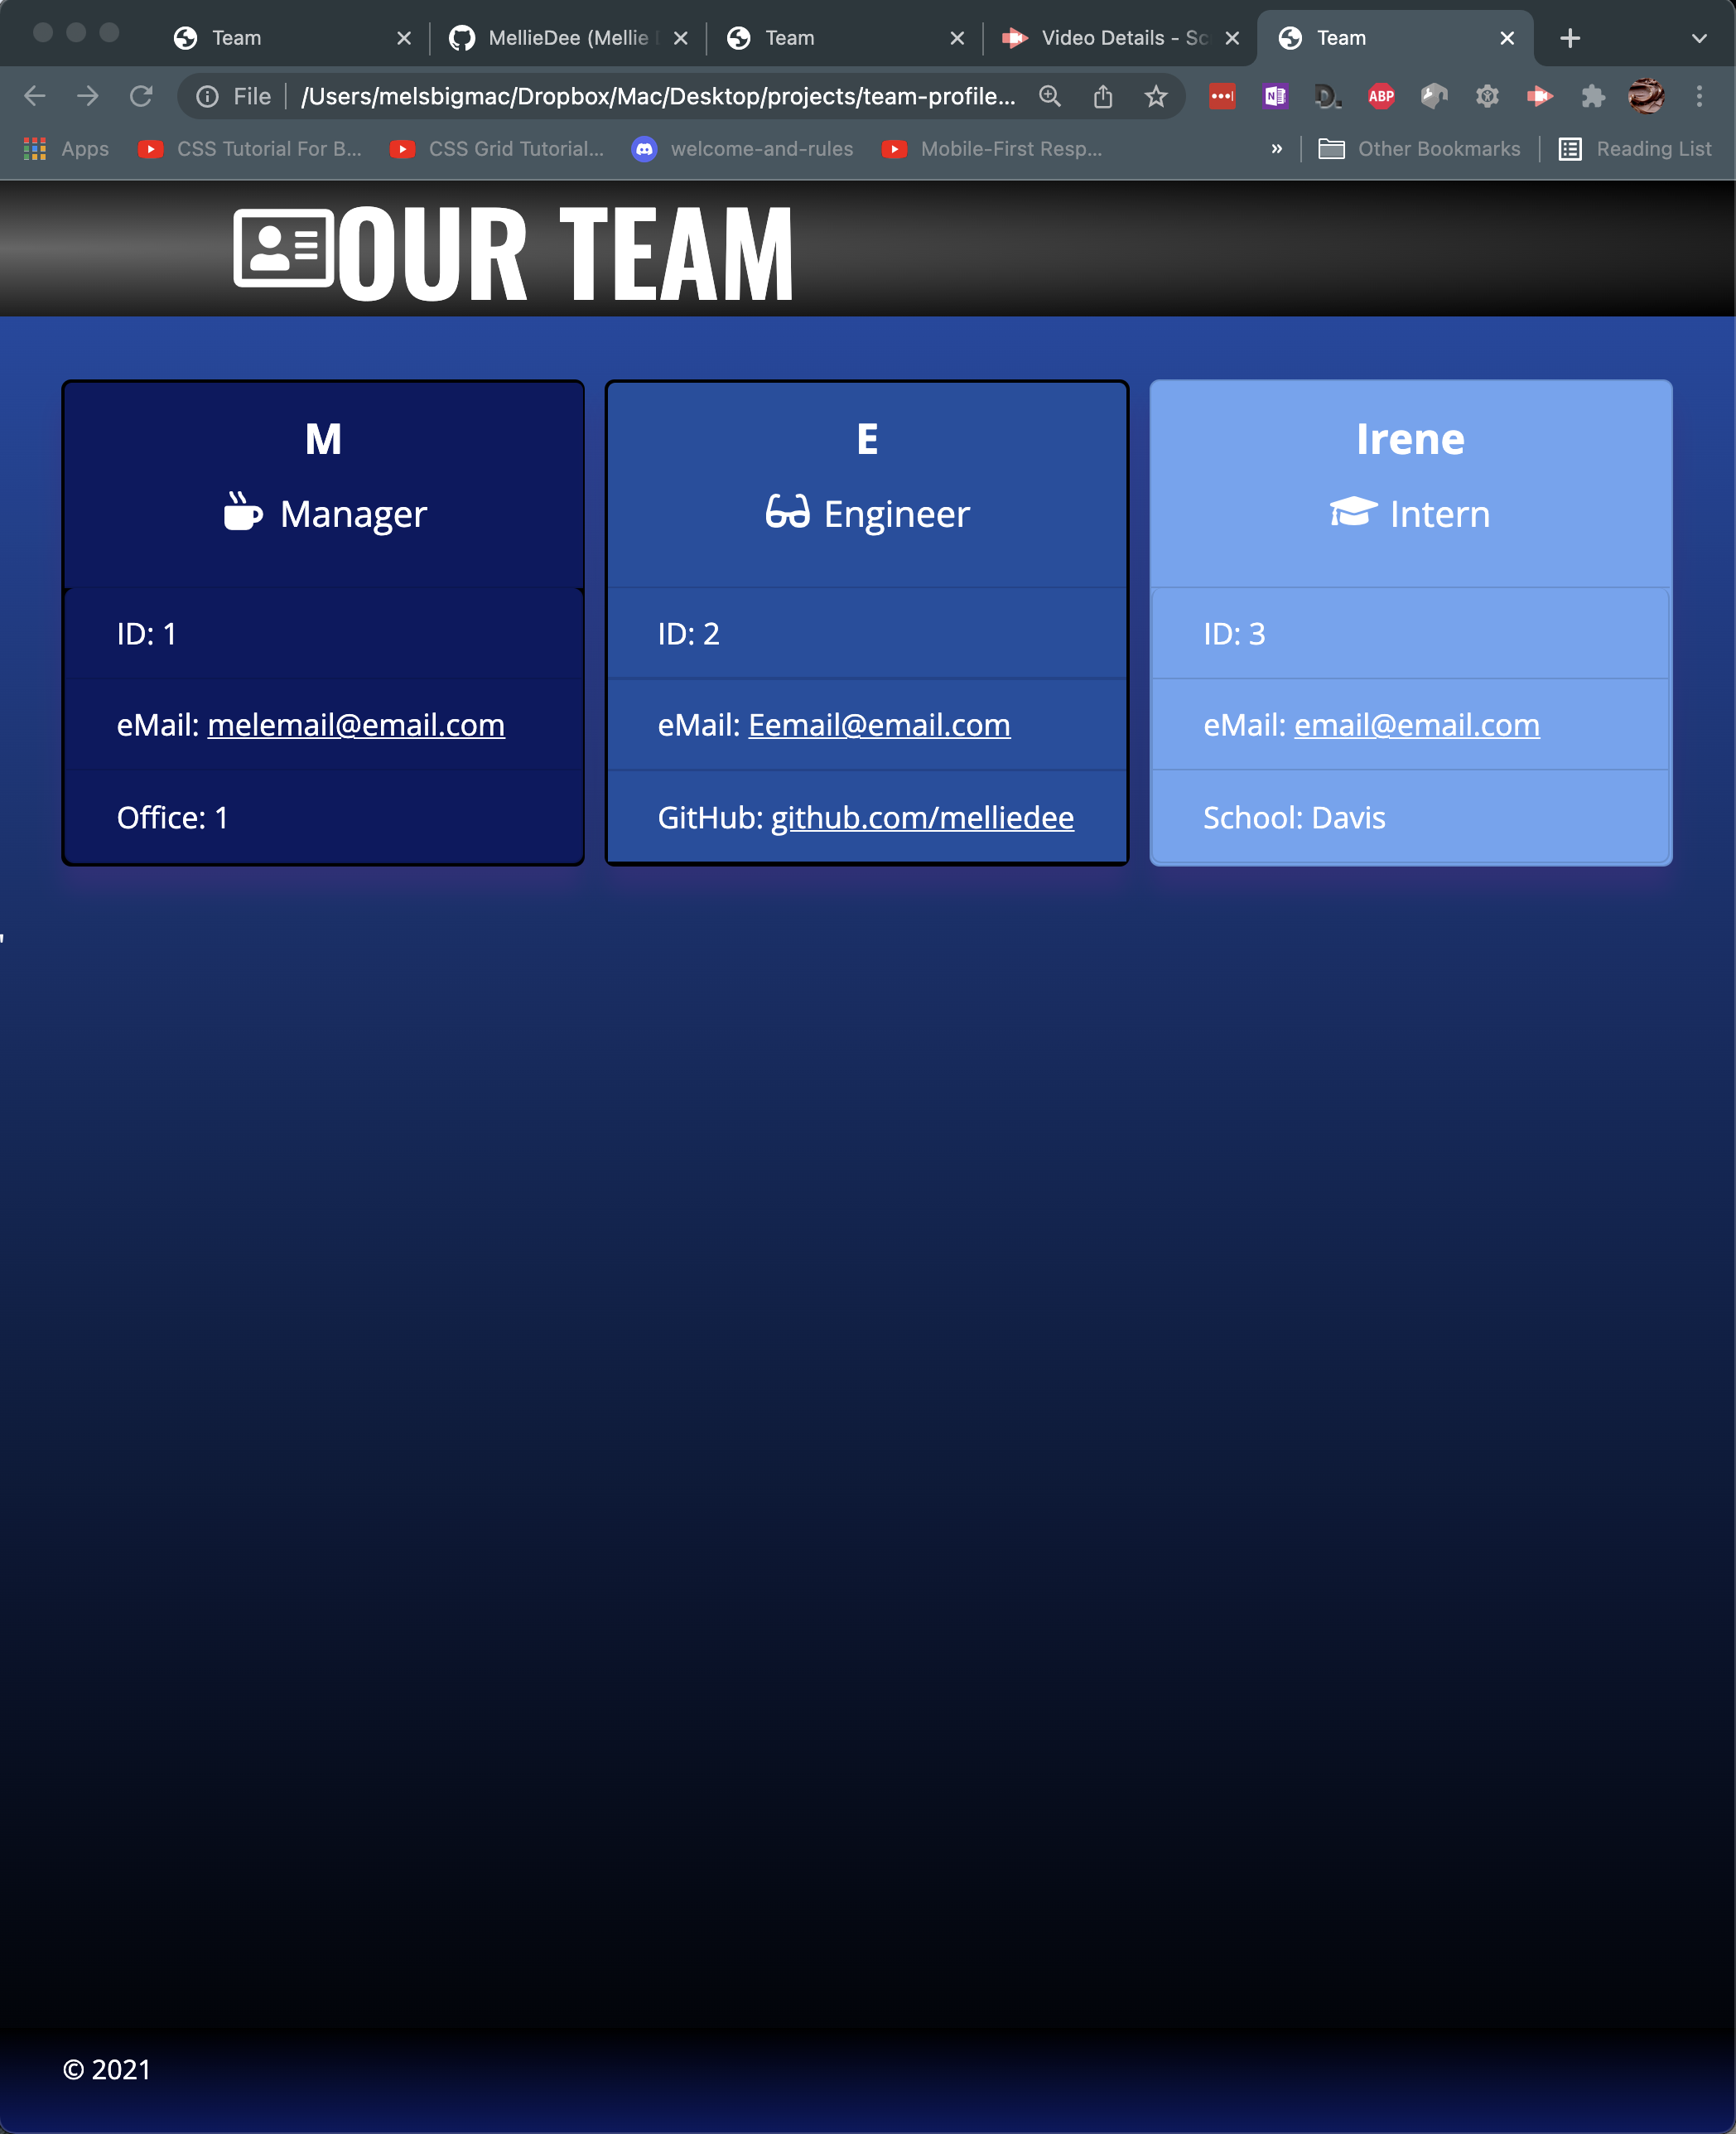 Team
MellieDee (Mellie
Team
Video Details - Sc
Team
File
/Users/melsbigmac/Dropbox/Mac/Desktop/projects/team-profile...
N
D.
ABP
Apps
CSS Tutorial For B...
CSS Grid Tutorial...
welcome-and-rules
Mobile-First Resp...
»
Other Bookmarks
Reading List
OUR TEAM
M
Manager
ID: 1
eMail: melemail@email.com
Office: 1
E
Engineer
ID: 2
eMail: Eemail@email.com
GitHub: github.com/melliedee
Irene
Intern
ID: 3
eMail: email@email.com
School: Davis
'
© 2021